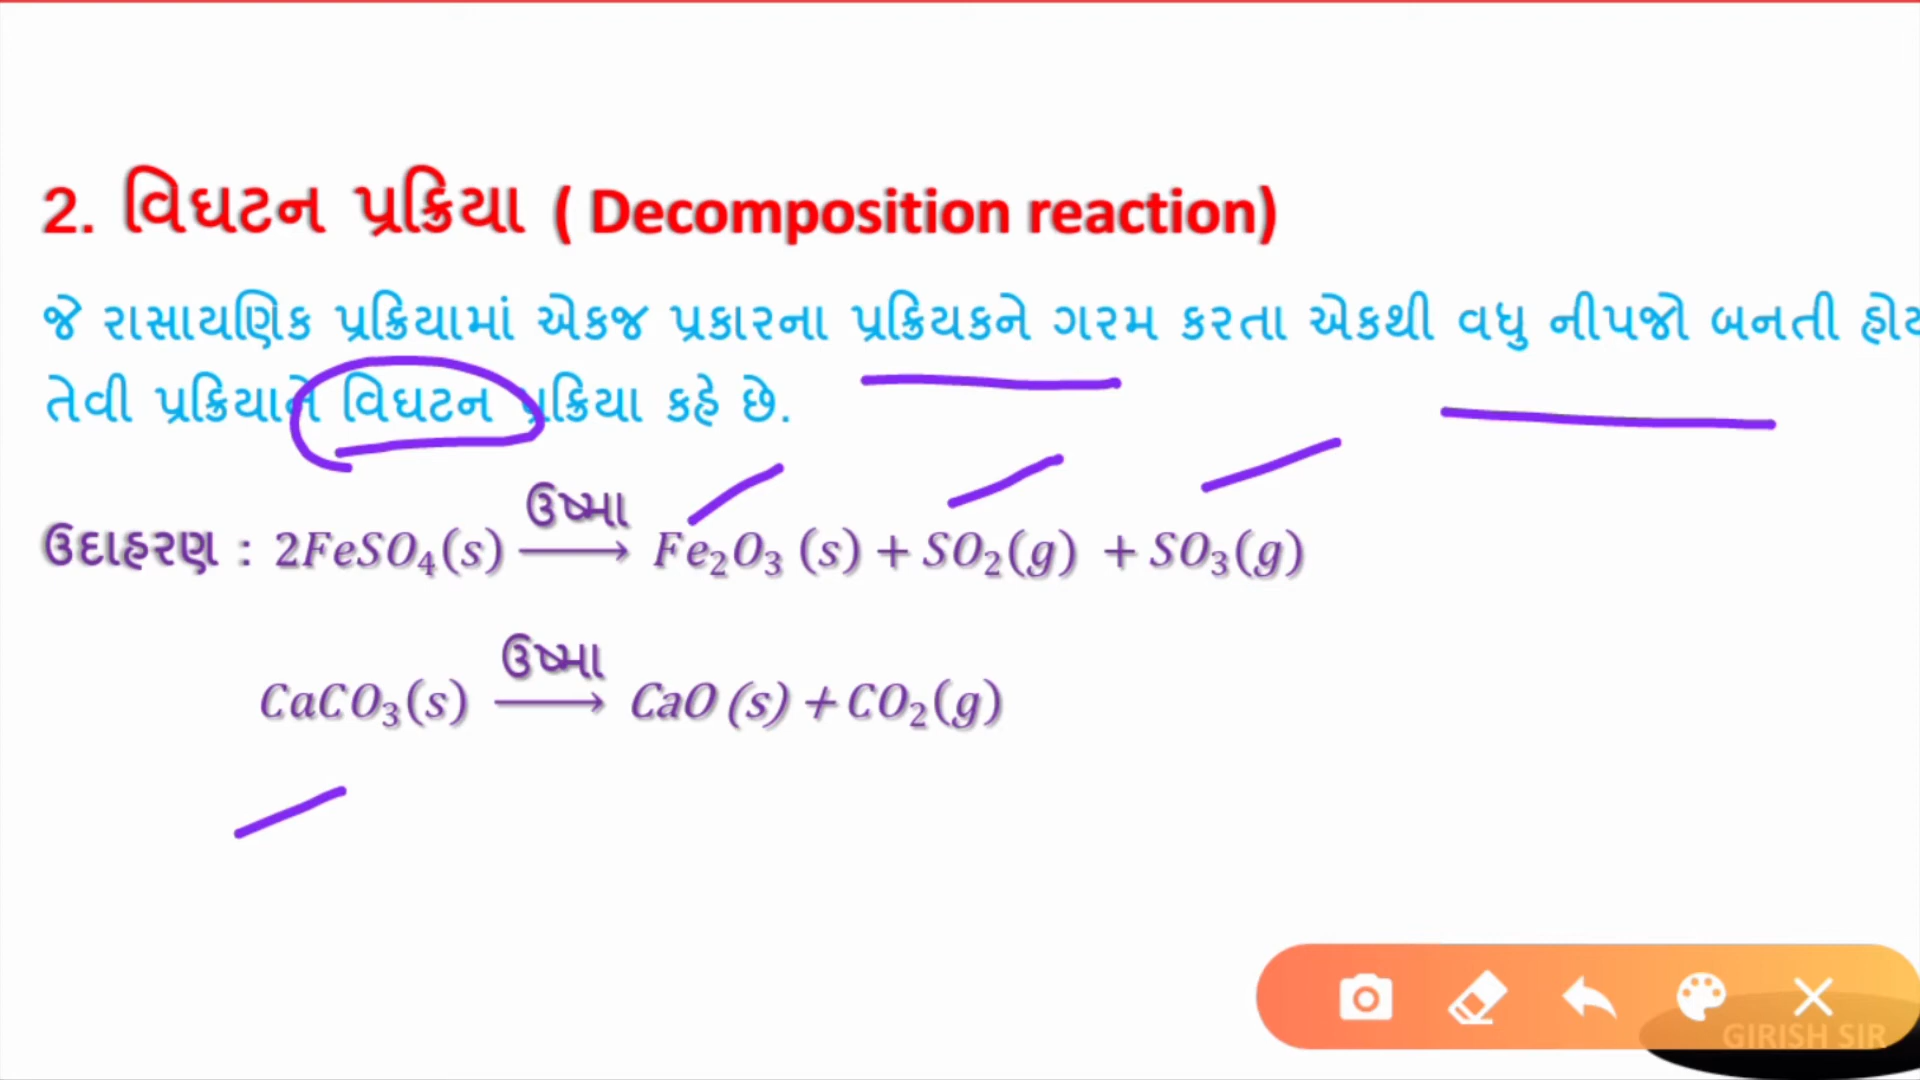 2. વિઘટન પ્રક્રિયા ( Decomposition reaction)
જે રાસાયણિક પ્રક્રિયામાં એકજ પ્રકારના પ્રક્રિયકને ગરમ કરતા એકથી વધુ નીપજો બનતી
તેવી પ્રક્રિયાને વિઘટન પ્રક્રિયા કહે છે.
ઉદાહરણ : 2FeSO₄(s) ઉષ્મા ⟶ Fe₂O₃ (s) + SO₂(g) + SO₃(g)
CaCO₃(s) ઉષ્મા ⟶ CaO (s) + CO₂(g)
GIRISH SIR